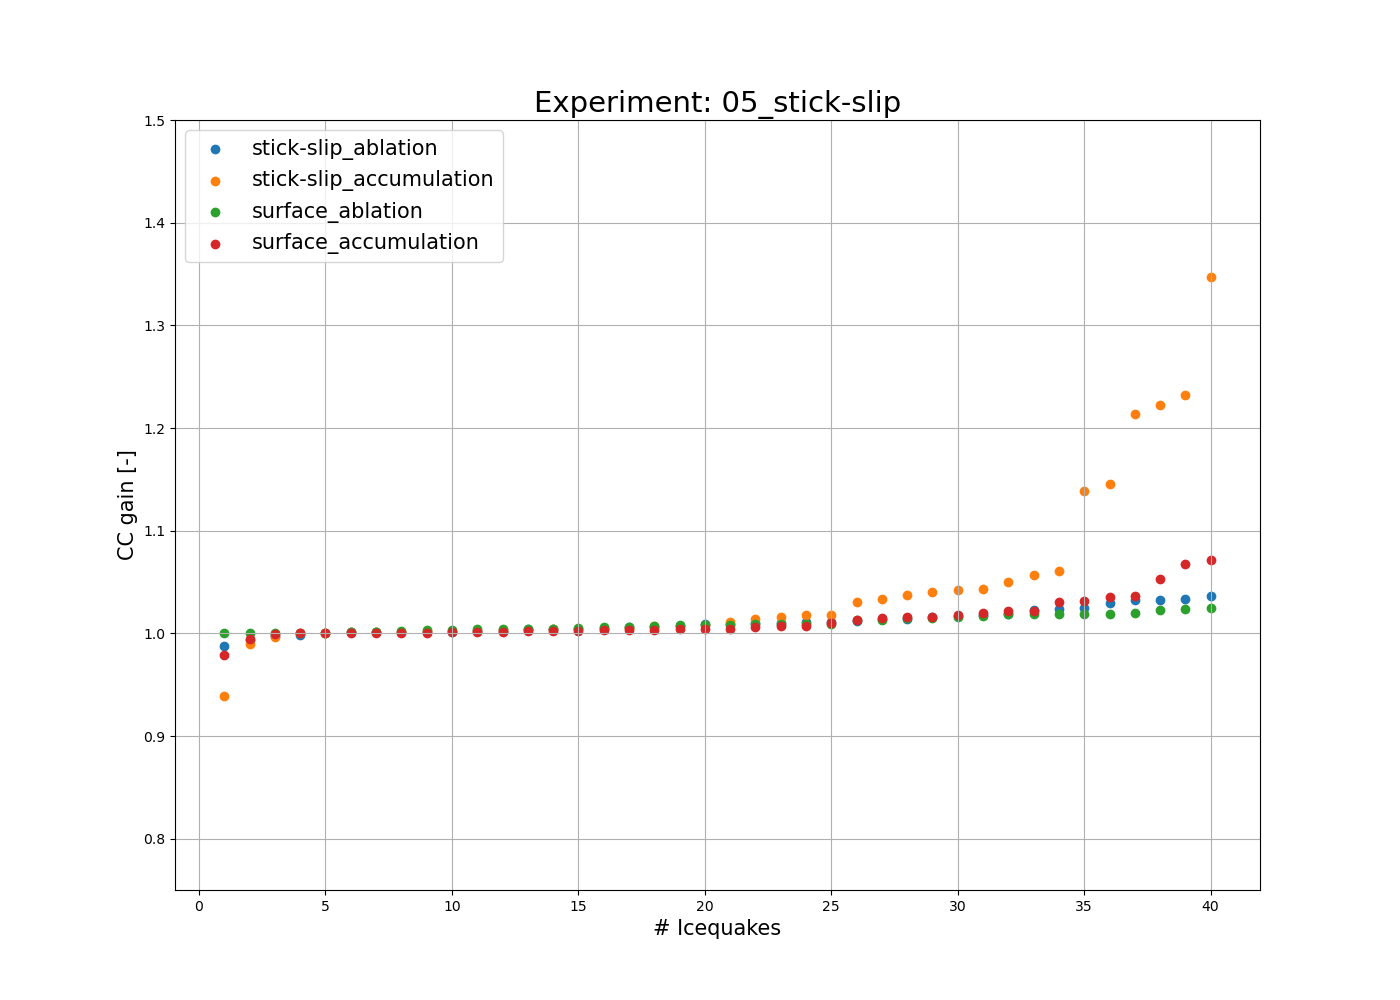 Experiment: 05_stick-slip
1.5
stick-slip_ablation
stick-slip_accumulation
surface_ablation
surface_accumulation
1.4
1.3
1.2
1.1
1.0
0.9
0.8
CC gain [-]
0 5 10 15 20 25 30 35 40
# Icequakes